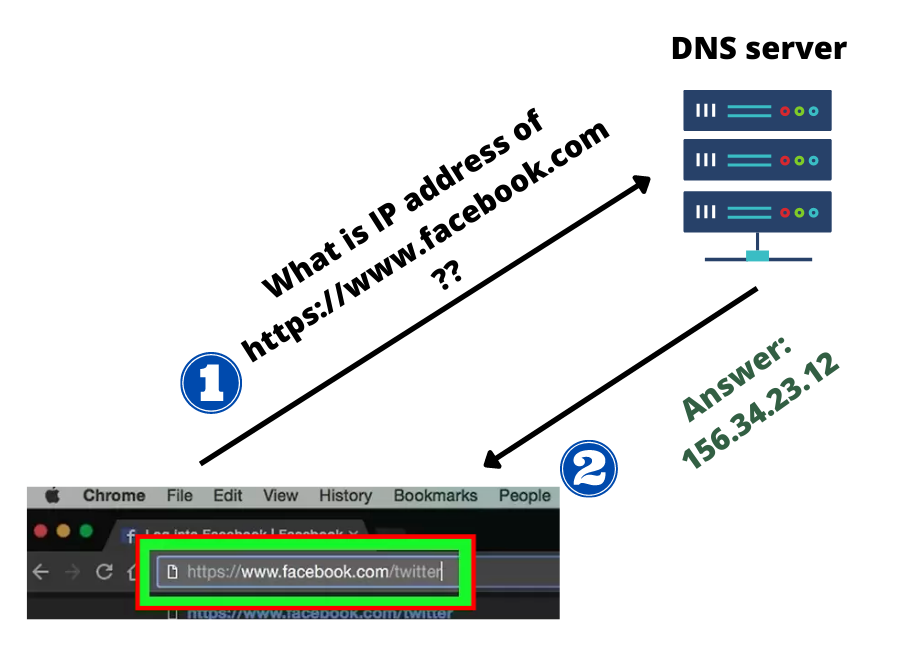 DNS server
What is IP address of
https://www.facebook.com
??
1
Answer:
156.34.23.12
2
Chrome File Edit View History Bookmarks People
Log into Facebook | Facebook
https://www.facebook.com/twitter
https://www.facebook.com/twitter